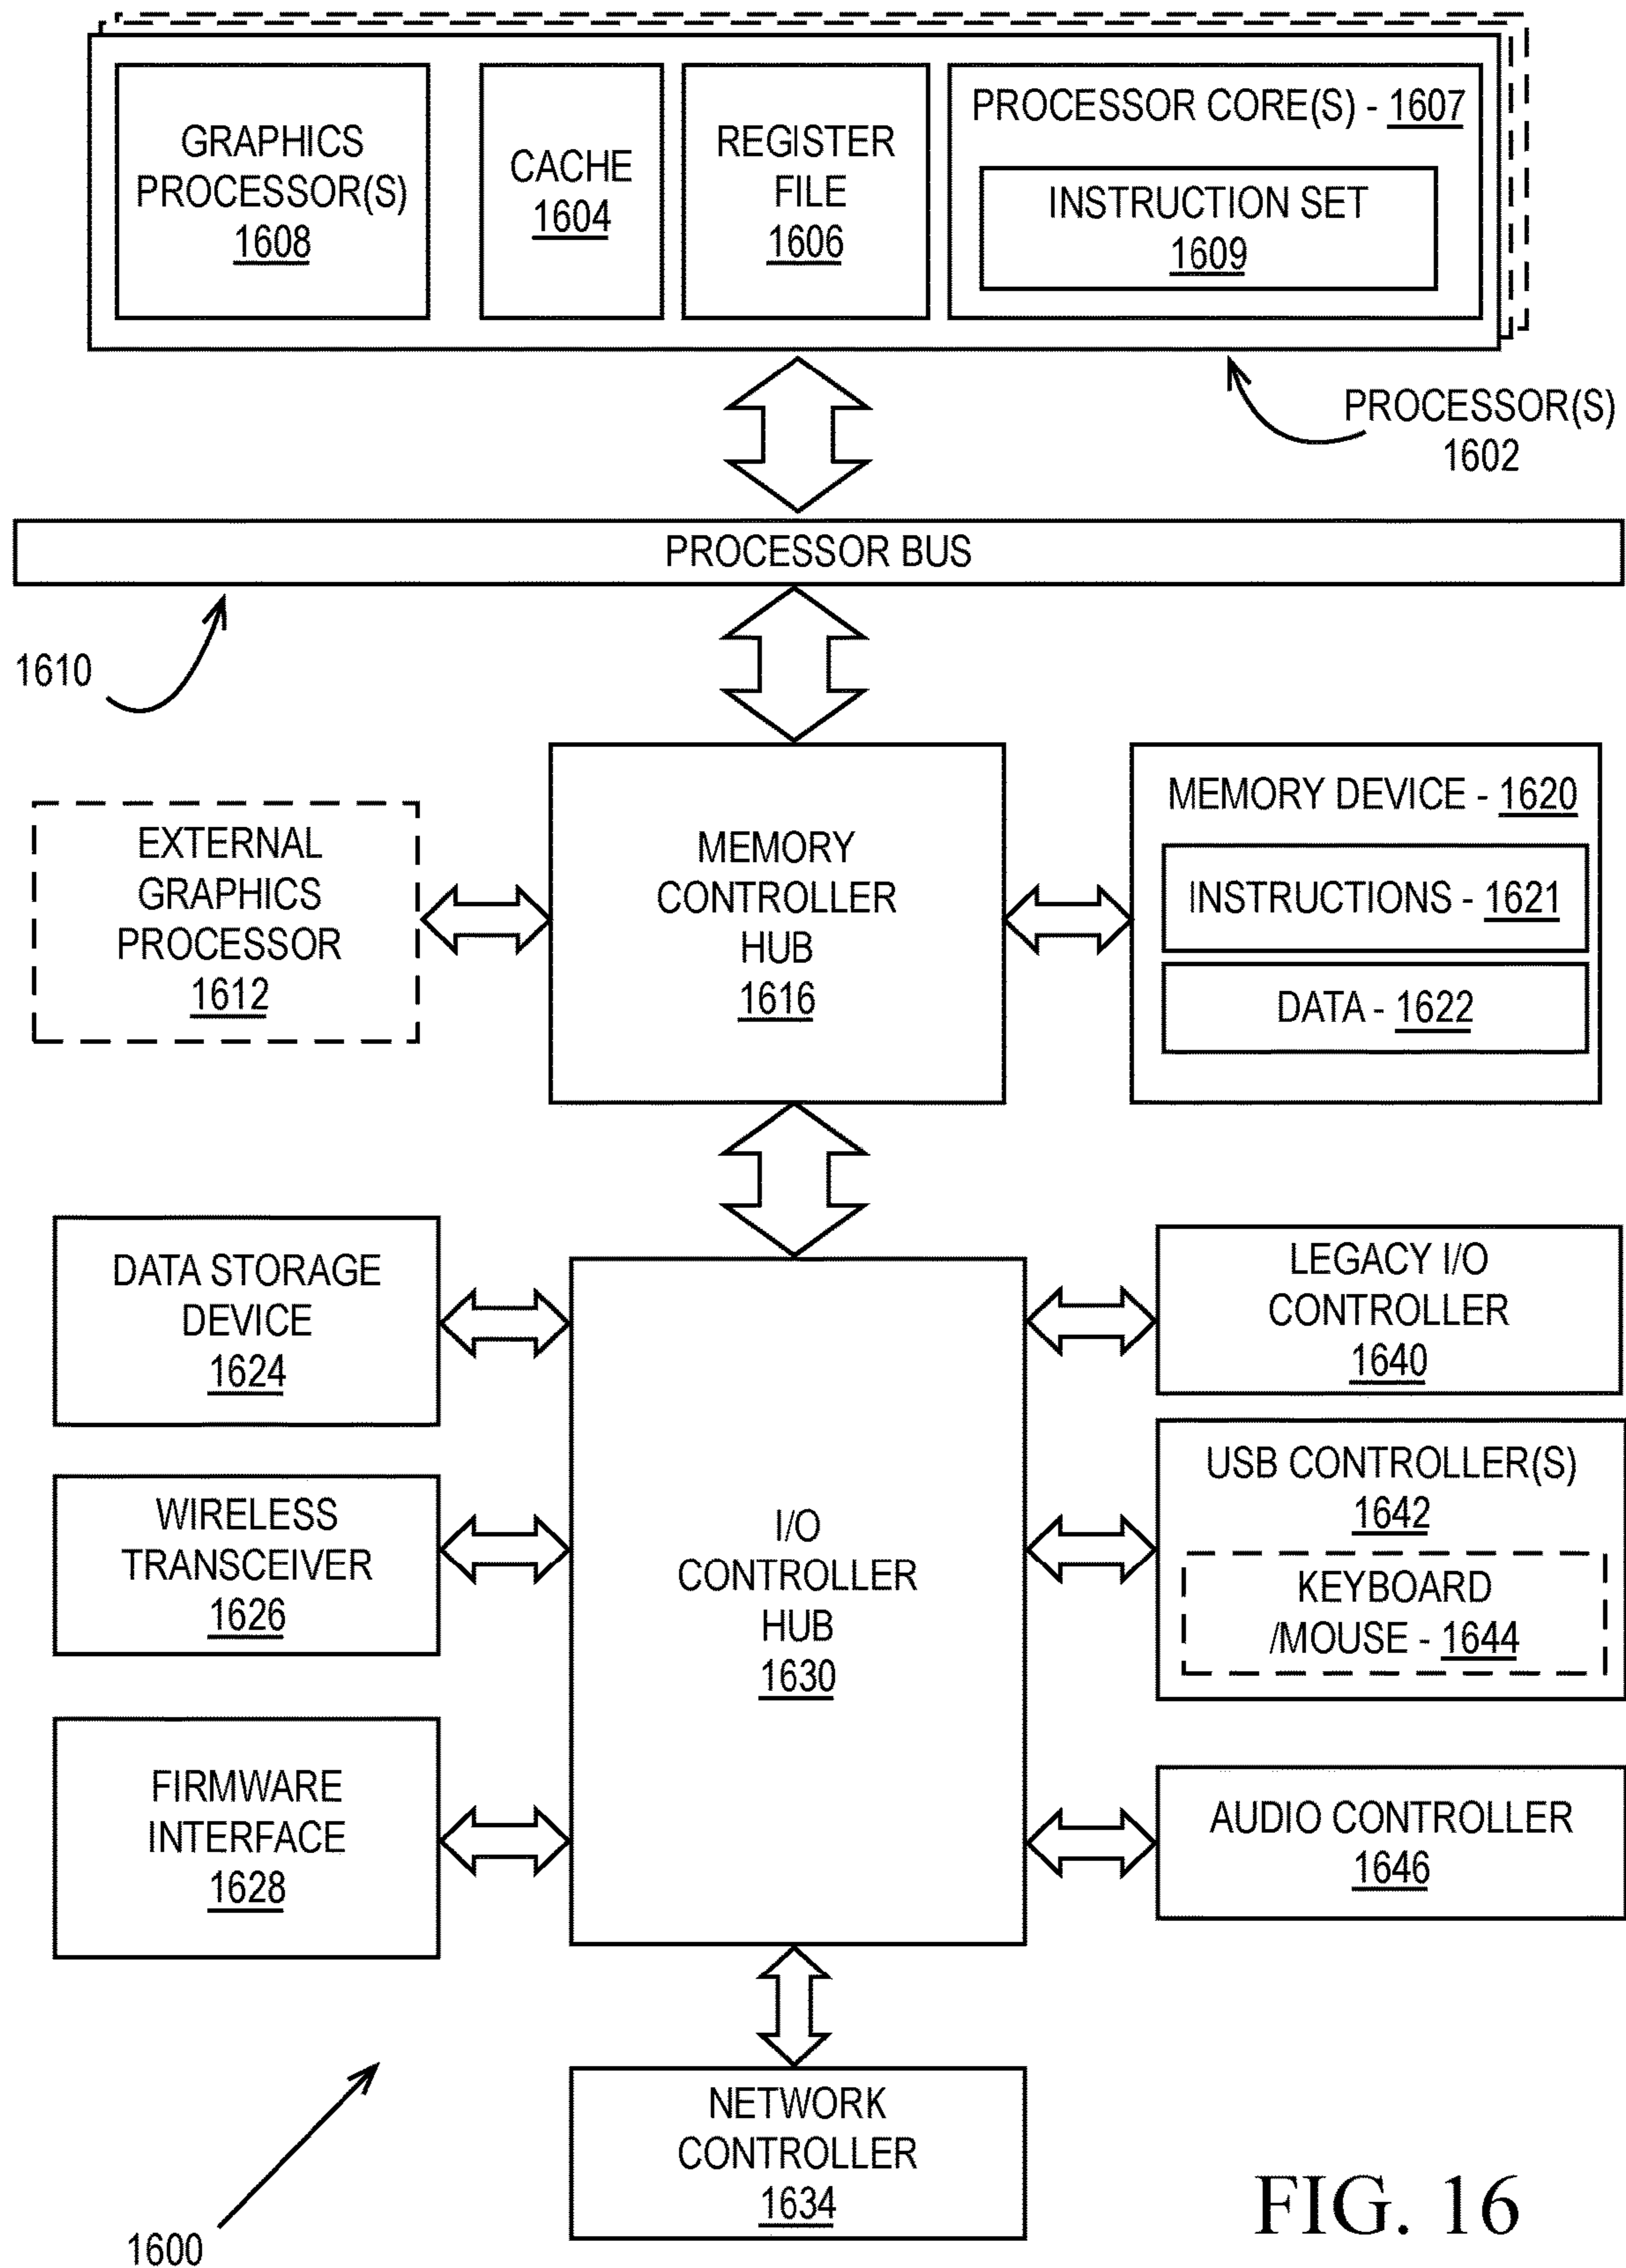 GRAPHICS
PROCESSOR(S)
1608
CACHE
1604
REGISTER
FILE
1606
PROCESSOR CORE(S) - 1607
INSTRUCTION SET
1609
PROCESSOR(S)
1602
PROCESSOR BUS
1610
EXTERNAL
GRAPHICS
PROCESSOR
1612
MEMORY
CONTROLLER
HUB
1616
MEMORY DEVICE - 1620
INSTRUCTIONS - 1621
DATA - 1622
DATA STORAGE
DEVICE
1624
WIRELESS
TRANSCEIVER
1626
FIRMWARE
INTERFACE
1628
I/O
CONTROLLER
HUB
1630
LEGACY I/O
CONTROLLER
1640
USB CONTROLLER(S)
1642
KEYBOARD
/MOUSE - 1644
AUDIO CONTROLLER
1646
NETWORK
CONTROLLER
1634
1600
FIG. 16